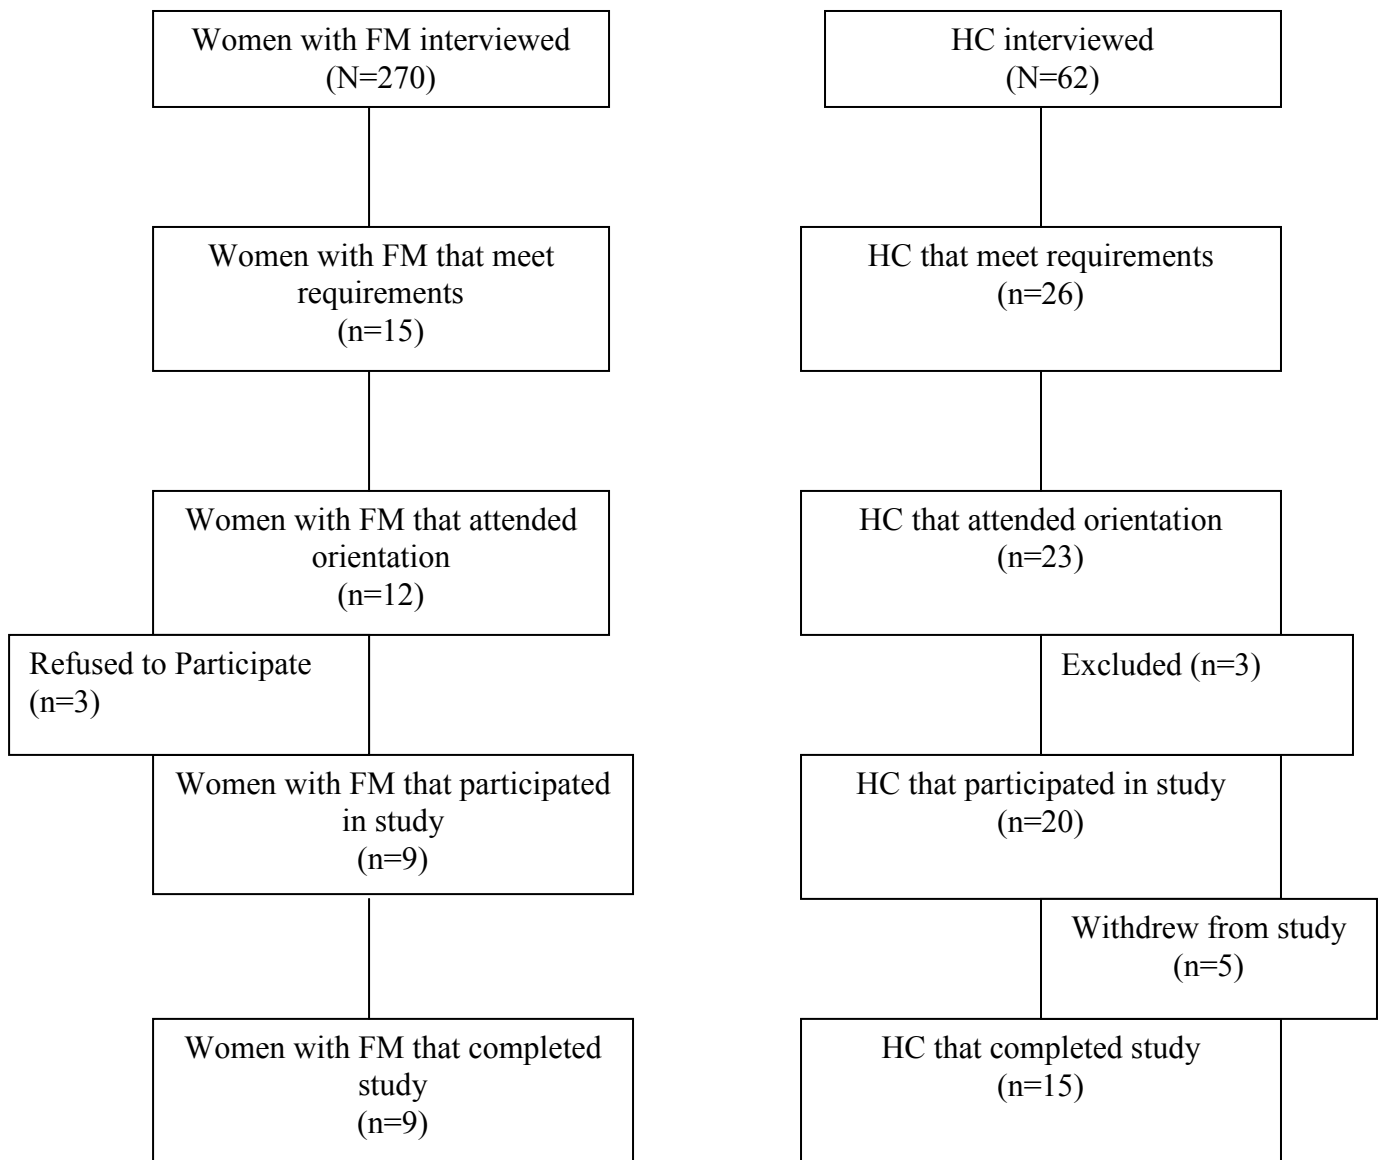 Women with FM interviewed
(N=270)
HC interviewed
(N=62)
Women with FM that meet
requirements
(n=15)
HC that meet requirements
(n=26)
Women with FM that attended
orientation
(n=12)
HC that attended orientation
(n=23)
Refused to Participate
(n=3)
Excluded (n=3)
Women with FM that participated
in study
(n=9)
HC that participated in study
(n=20)
Withdrew from study
(n=5)
Women with FM that completed
study
(n=9)
HC that completed study
(n=15)